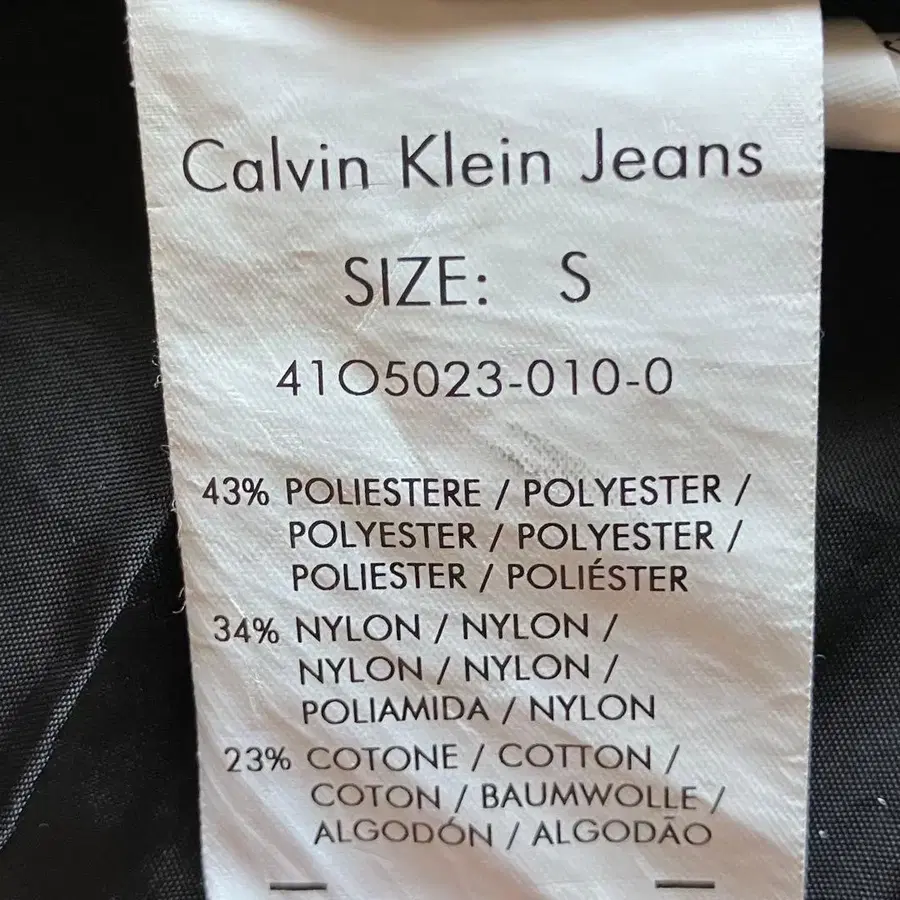 Calvin Klein Jeans
SIZE: S
41O5023-010-0
43% POLIESTERE / POLYESTER /
POLYESTER / POLYESTER /
POLIESTER / POLIÉSTER
34% NYLON / NYLON /
NYLON / NYLON /
POLIAMIDA / NYLON
23% COTONE / COTTON /
COTON / BAUMWOLLE /
ALGODÓN / ALGODÃO